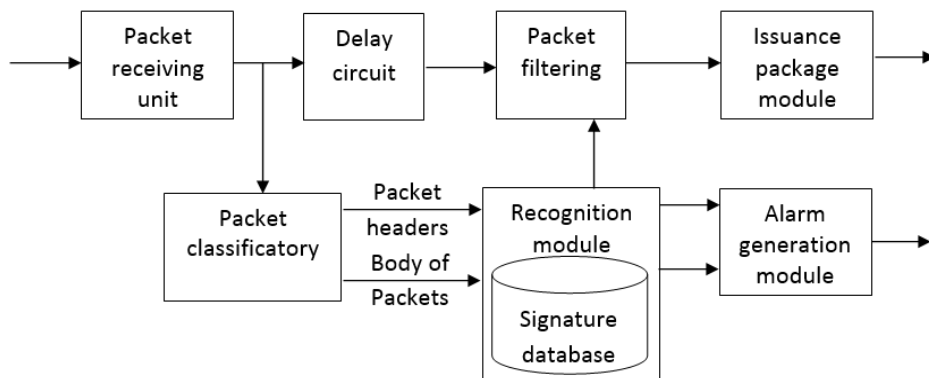 Packet
receiving
unit
Delay
circuit
Packet
filtering
Issuance
package
module
Packet
classificatory
Packet
headers
Body of
Packets
Recognition
module
Signature
database
Alarm
generation
module